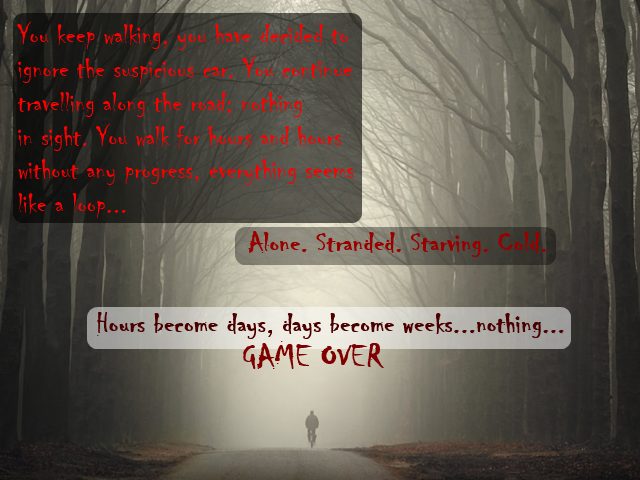 You keep walking, you have decided to
ignore the suspicious car. You continue
travelling along the road; nothing
in sight. You walk for hours and hours
without any progress, everything seems
like a loop...
Alone. Stranded. Starving. Cold.
Hours become days, days become weeks...nothing...
GAME OVER